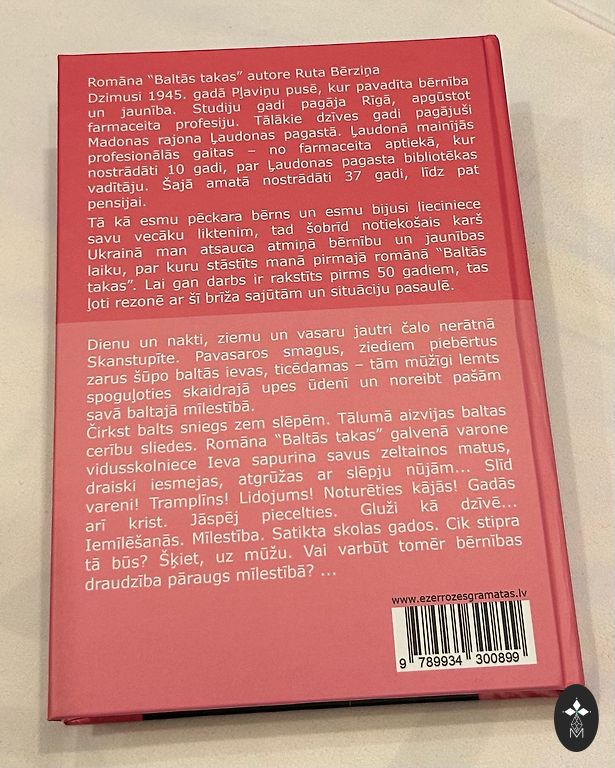 Romāna “Baltās takas” autore Ruta Bērziņa
Dzimusi 1945. gadā Pļaviņu pusē, kur pavadīta bērnība
un jaunība. Studiju gadi pagāja Rīgā, apgūstot
farmaceita profesiju. Tālākie dzīves gadi pagājuši
Madonas rajona Ļaudonas pagastā. Ļaudonā mainījās
profesionālās gaitas – no farmaceita aptiekā, kur
nostrādāti 10 gadi, par Ļaudonas pagasta bibliotēkas
vadītāju. Šajā amatā nostrādāti 37 gadi, līdz pat
pensijai.
Tā kā esmu pēckara bērns un esmu bijusi lieciniece
savu vecāku liktenim, tad šobrīd notiekošais karš
Ukrainā man atsauca atmiņā bērnību un jaunības
laiku, par kuru stāstīts manā pirmajā romānā “Baltās
takas”. Lai gan darbs ir rakstīts pirms 50 gadiem, tas
ļoti rezonē ar šī brīža sajūtām un situāciju pasaulē.
Dienu un nakti, ziemu un vasaru jautri čalo nerātnā
Skanstupīte. Pavasaros smagus, ziediem piebērtus
zarus šūpo baltās ievas, ticēdamas – tām mūžīgi lemts
spoguļoties skaidrajā upes ūdenī un noreibt pašām
savā baltajā mīlestībā.
Čirkst balts sniegs zem slēpēm. Tālumā aizvijas baltas
cerību sliedes. Romāna “Baltās takas” galvenā varone
vidusskolniece Ieva sapurina savus zeltainos matus,
draiski iesmejas, atgrūžas ar slēpju nūjām... Slīd
vareni! Tramplīns! Lidojums! Noturēties kājās! Gadās
arī krist. Jāspēj piecelties. Gluži kā dzīvē...
Iemīlēšanās. Mīlestība. Satikta skolas gados. Cik stipra
tā būs? Šķiet, uz mūžu. Vai varbūt tomēr bērnības
draudzība pāraugs mīlestībā? ...
www.ezerrozesgramatas.lv
9 789934 300899
M